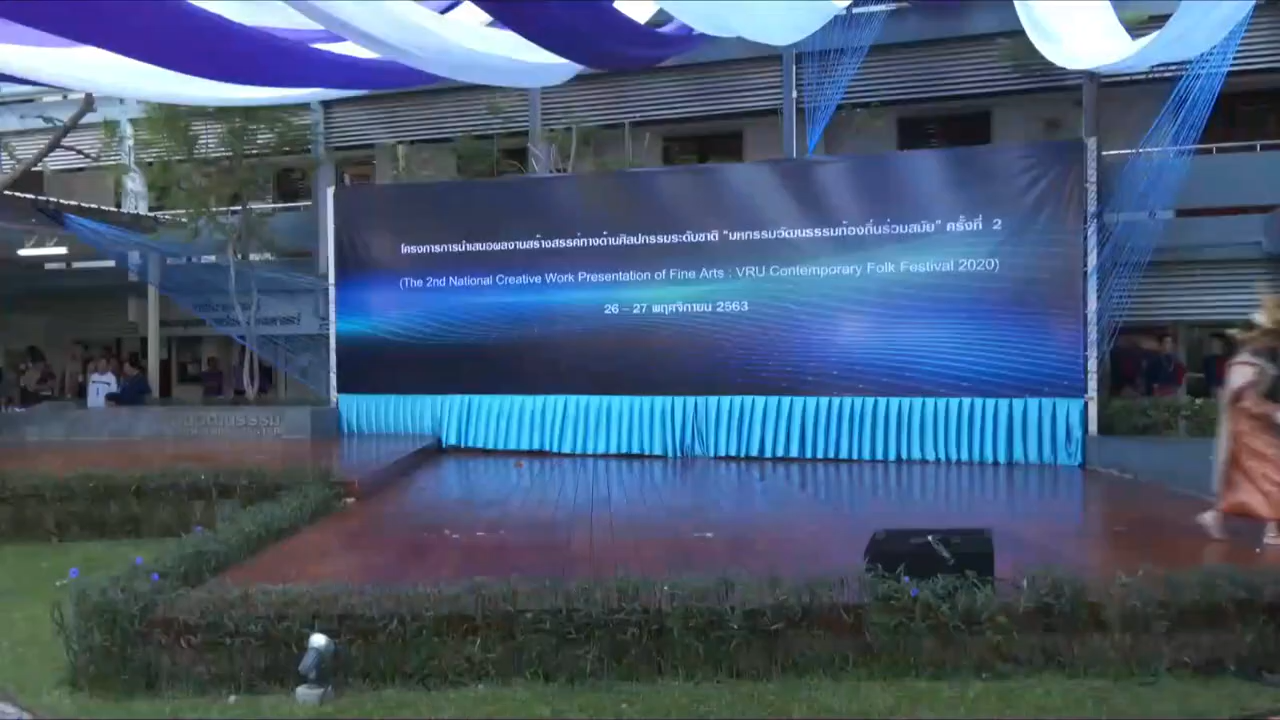 โครงการการนำเสนอผลงานสร้างสรรค์ทางด้านศิลปกรรมระดับชาติ "มหกรรมวัฒนธรรมท้องถิ่นร่วมสมัย" ครั้งที่ 2
(The 2nd National Creative Work Presentation of Fine Arts : VRU Contemporary Folk Festival 2020)
26 – 27 พฤศจิกายน 2563